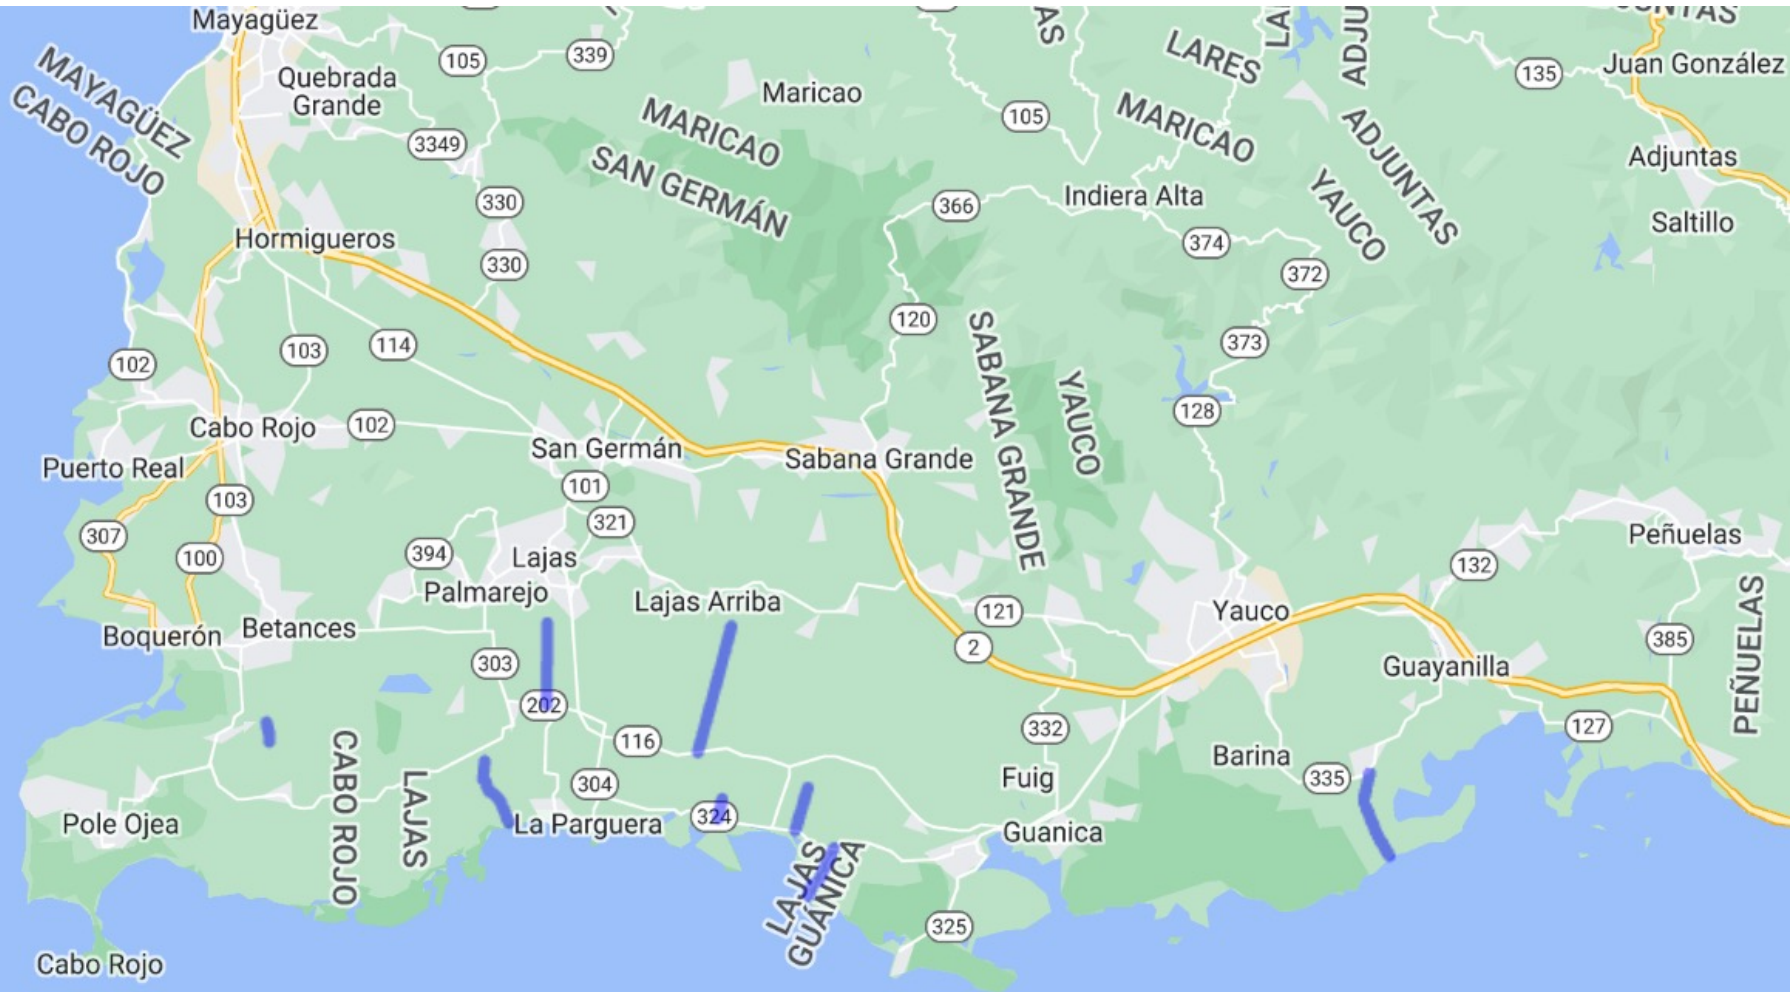 Mayagüez
MAYAGÜEZ
CABO ROJO
Quebrada
Grande
105
339
3349
330
330
Hormigueros
MARICAO
SAN GERMÁN
Maricao
105
LARES
MARICAO
ADJUNTAS
YAUCO
135
Juan González
Adjuntas
Saltillo
366
Indiera Alta
374
372
373
120
128
SABANA GRANDE
YAUCO
102
103
114
Cabo Rojo
102
Puerto Real
103
San Germán
101
321
Sabana Grande
307
100
394
Lajas
Palmarejo
Lajas Arriba
Boquerón
Betances
303
202
116
304
324
La Parguera
121
2
Yauco
132
Peñuelas
385
PEÑUELAS
Guayanilla
127
332
Fuig
Barina
335
Guanica
325
CABO ROJO
LAJAS
LAJAS
GUÁNICA
Pole Ojea
Cabo Rojo